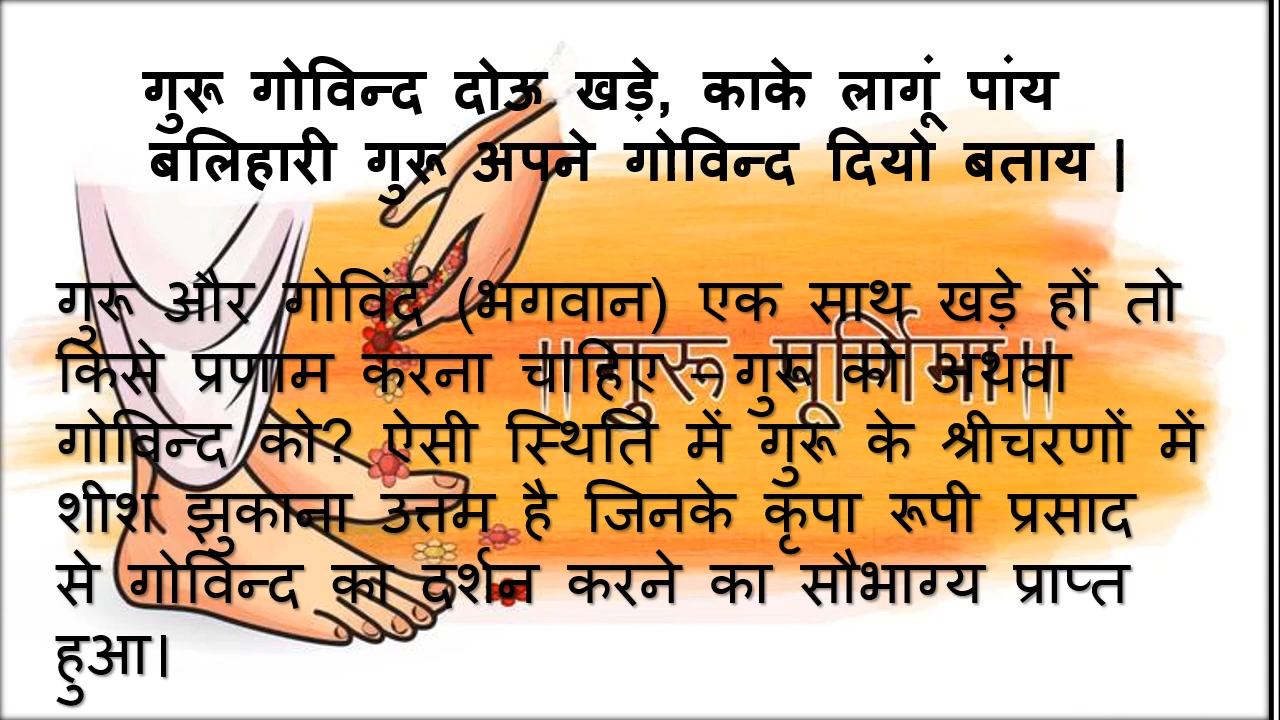 गुरू गोविन्द दोऊ खड़े, काके लागूं पांय
बलिहारी गुरू अपने गोविन्द दियो बताय |
गुरू और गोविंद (भगवान) एक साथ खड़े हों तो
किसे प्रणाम करना चाहिए – गुरू को अथवा
गोविन्द को? ऐसी स्थिति में गुरू के श्रीचरणों में
शीश झुकाना उत्तम है जिनके कृपा रूपी प्रसाद
से गोविन्द का दर्शन करने का सौभाग्य प्राप्त
हुआ।
॥गुरू पूर्णिमा॥